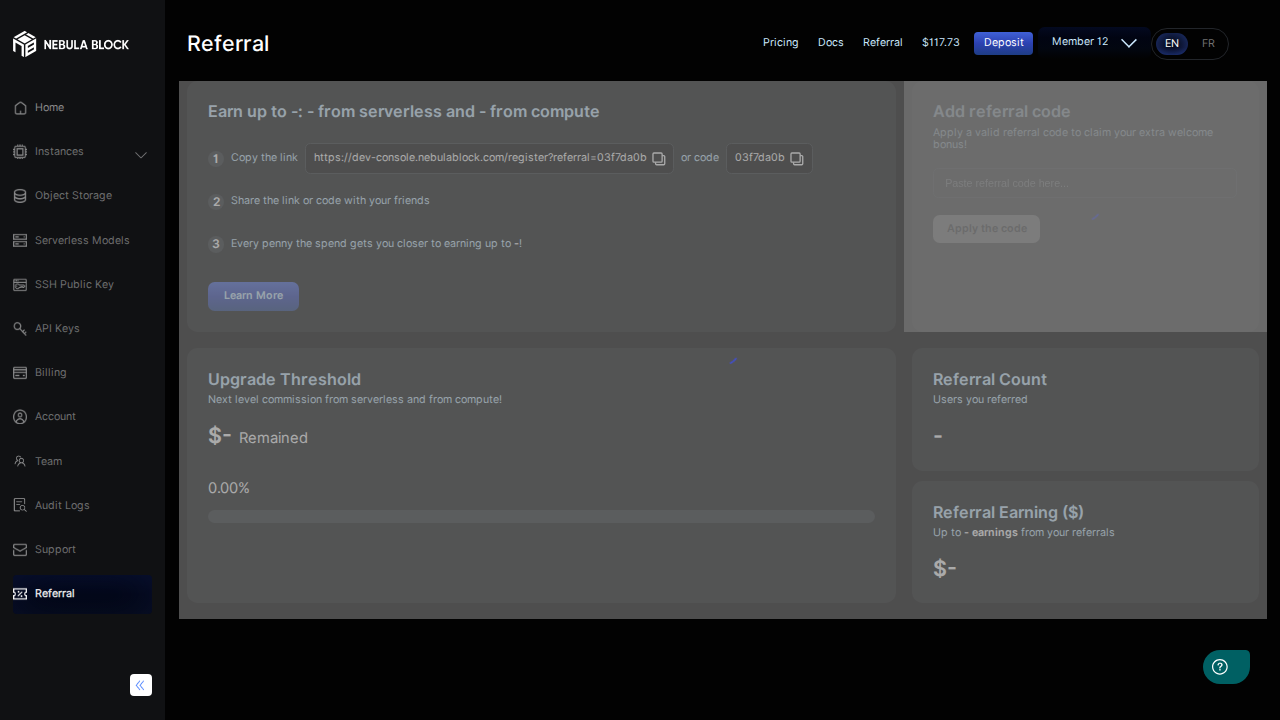 NEBULA BLOCK
Home
Instances
Object Storage
Serverless Models
SSH Public Key
API Keys
Billing
Account
Team
Audit Logs
Support
Referral
Referral
Pricing
Docs
Referral
$117.73
Deposit
Member 12
EN
FR
Earn up to -: - from serverless and - from compute
1 Copy the link https://dev-console.nebulablock.com/register?referral=03f7da0b or code 03f7da0b
2 Share the link or code with your friends
3 Every penny the spend gets you closer to earning up to -!
Learn More
Add referral code
Apply a valid referral code to claim your extra welcome
bonus!
Paste referral code here...
Apply the code
Upgrade Threshold
Next level commission from serverless and from compute!
$- Remained
0.00%
Referral Count
Users you referred
-
Referral Earning ($)
Up to - earnings from your referrals
$-